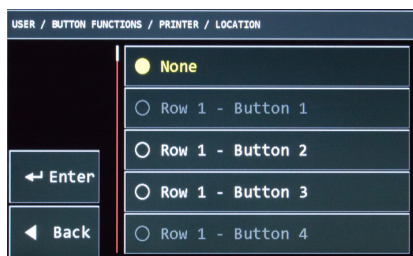 USER / BUTTON FUNCTIONS / PRINTER / LOCATION
None
Row 1 - Button 1
Row 1 - Button 2
Row 1 - Button 3
Row 1 - Button 4
Enter
Back